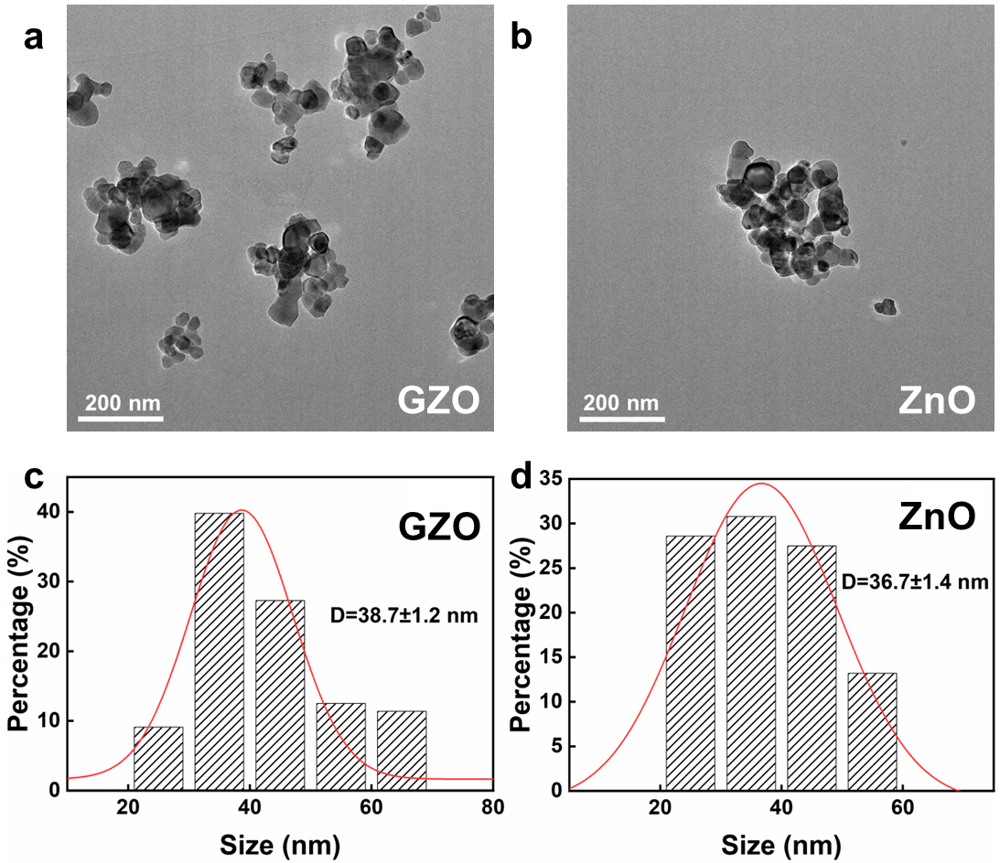 a
200 nm
GZO
b
200 nm
ZnO
c
GZO
D=38.7±1.2 nm
Percentage (%)
40
30
20
10
0
20
40
60
80
Size (nm)
d
ZnO
D=36.7±1.4 nm
Percentage (%)
35
30
25
20
15
10
5
0
20
40
60
Size (nm)